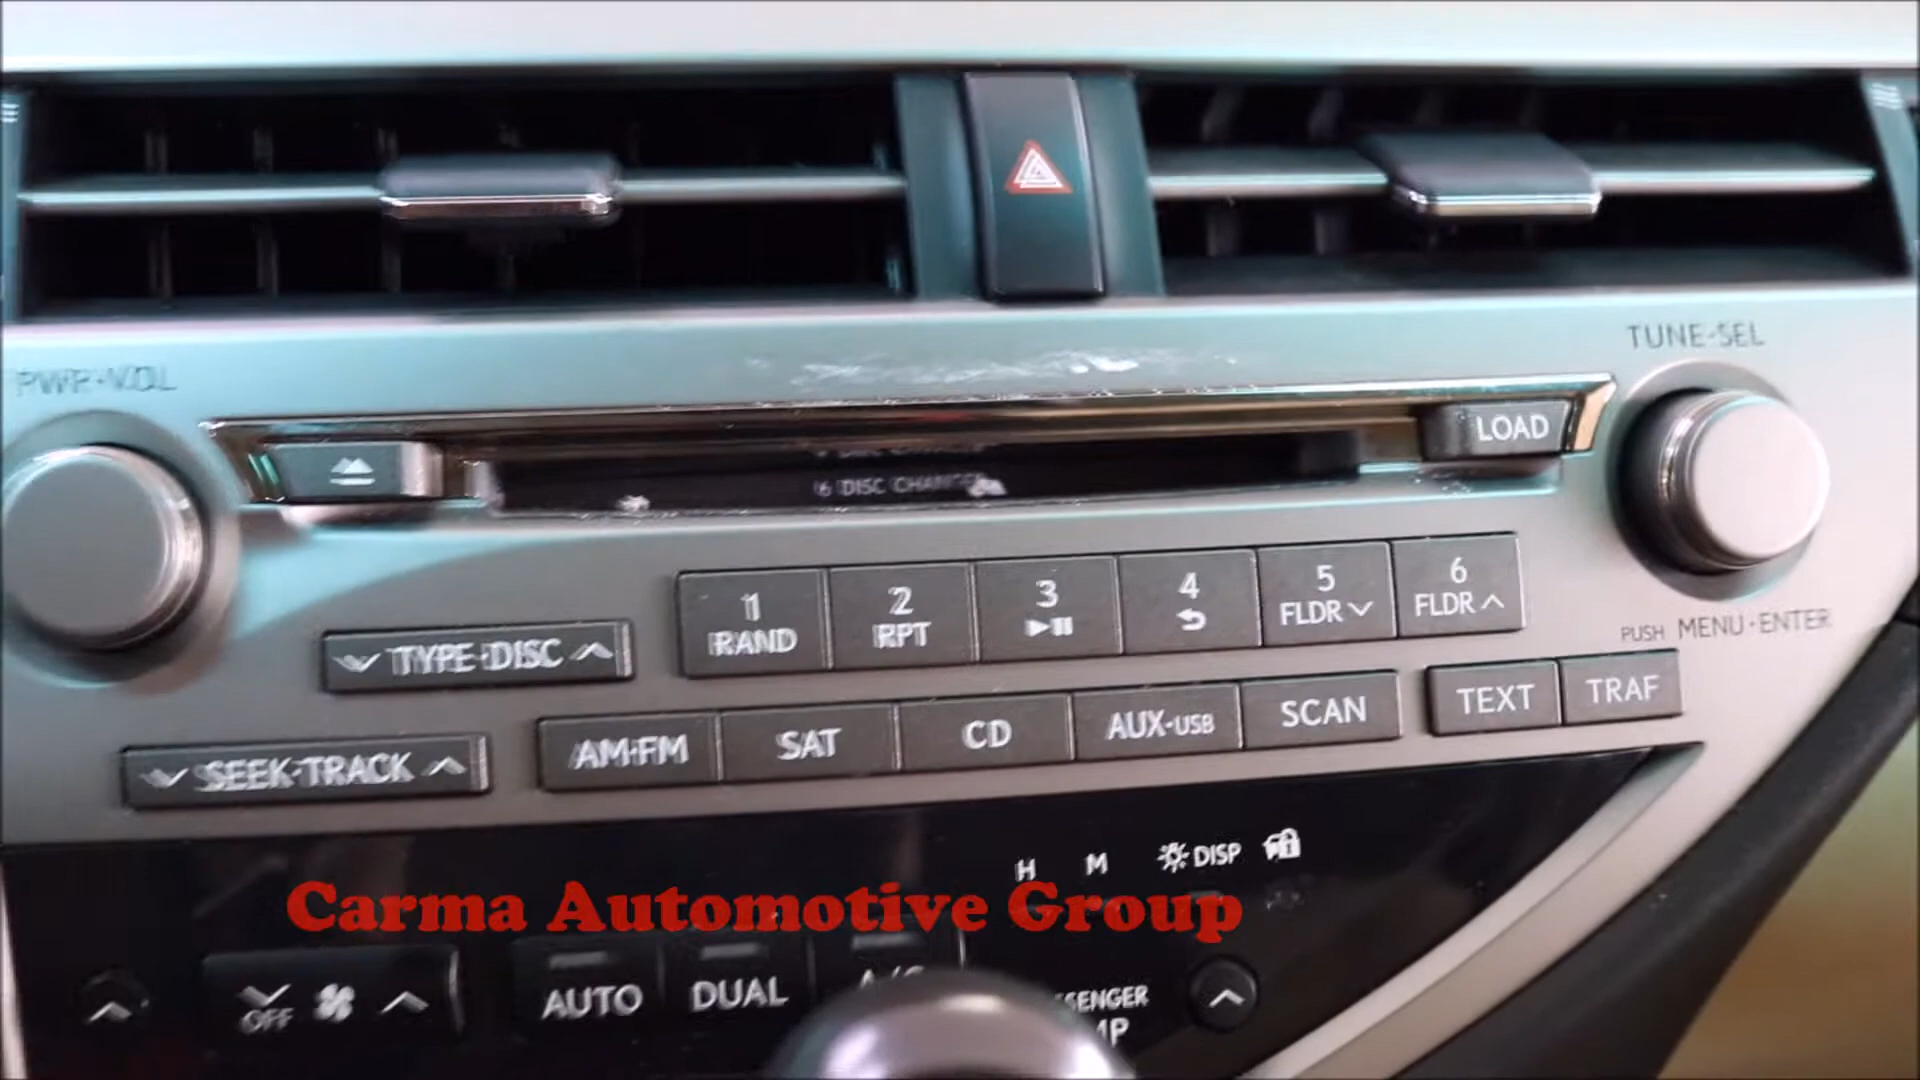 TUNE•SEL
PWR•VOL
LOAD
6 DISC CHANGER
1 RAND
2 RPT
3
4
5 FLDR
6 FLDR
PUSH MENU•ENTER
TYPE•DISC
TEXT
TRAF
AM•FM
SAT
CD
AUX•USB
SCAN
SEEK•TRACK
H
M
DISP
Carma Automotive Group
OFF
AUTO
DUAL